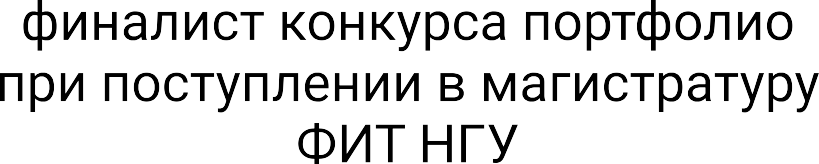 финалист конкурса портфолио
при поступлении в магистратуру
ФИТ НГУ